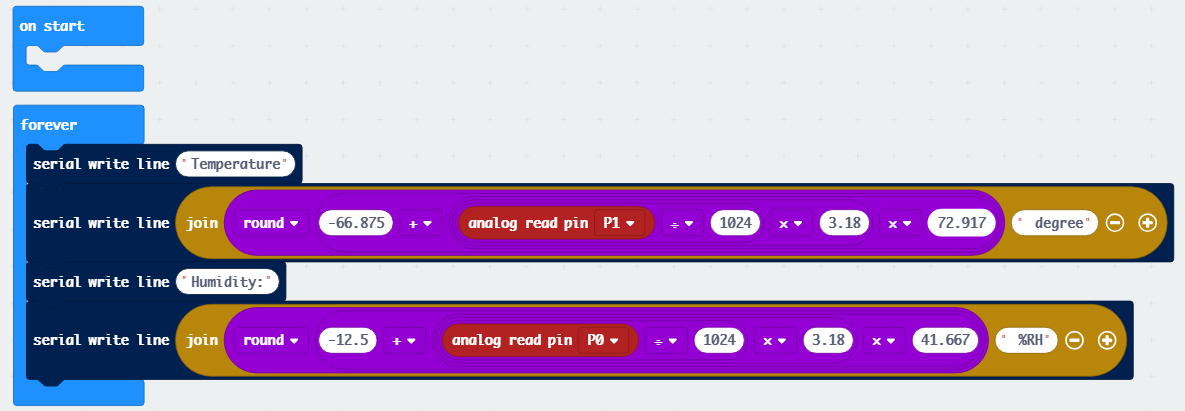 on start
forever
serial write line "Temperature"
serial write line join round -66.875 + analog read pin P1 ÷ 1024 x 3.18 x 72.917 " degree"
serial write line "Humidity:"
serial write line join round -12.5 + analog read pin P0 ÷ 1024 x 3.18 x 41.667 " %RH"